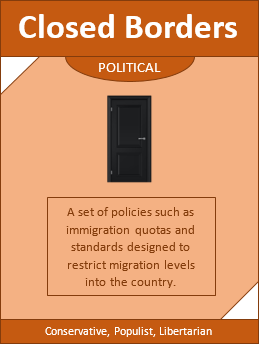 Closed Borders
POLITICAL
A set of policies such as
immigration quotas and
standards designed to
restrict migration levels
into the country.
Conservative, Populist, Libertarian